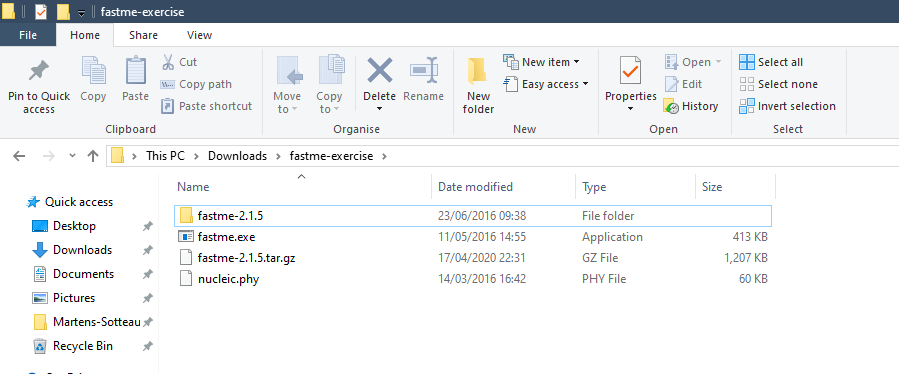 fastme-exercise
File Home Share View
Pin to Quick access
Copy
Paste
Cut
Copy path
Paste shortcut
Clipboard
Move to
Copy to
Delete
Rename
Organise
New folder
New item
Easy access
New
Properties
Open
Edit
History
Open
Select all
Select none
Invert selection
Select
This PC > Downloads > fastme-exercise >
Quick access
Desktop
Downloads
Documents
Pictures
Martens-Sotteau
Recycle Bin
Name Date modified Type Size
fastme-2.1.5 23/06/2016 09:38 File folder
fastme.exe 11/05/2016 14:55 Application 413 KB
fastme-2.1.5.tar.gz 17/04/2020 22:31 GZ File 1,207 KB
nucleic.phy 14/03/2016 16:42 PHY File 60 KB